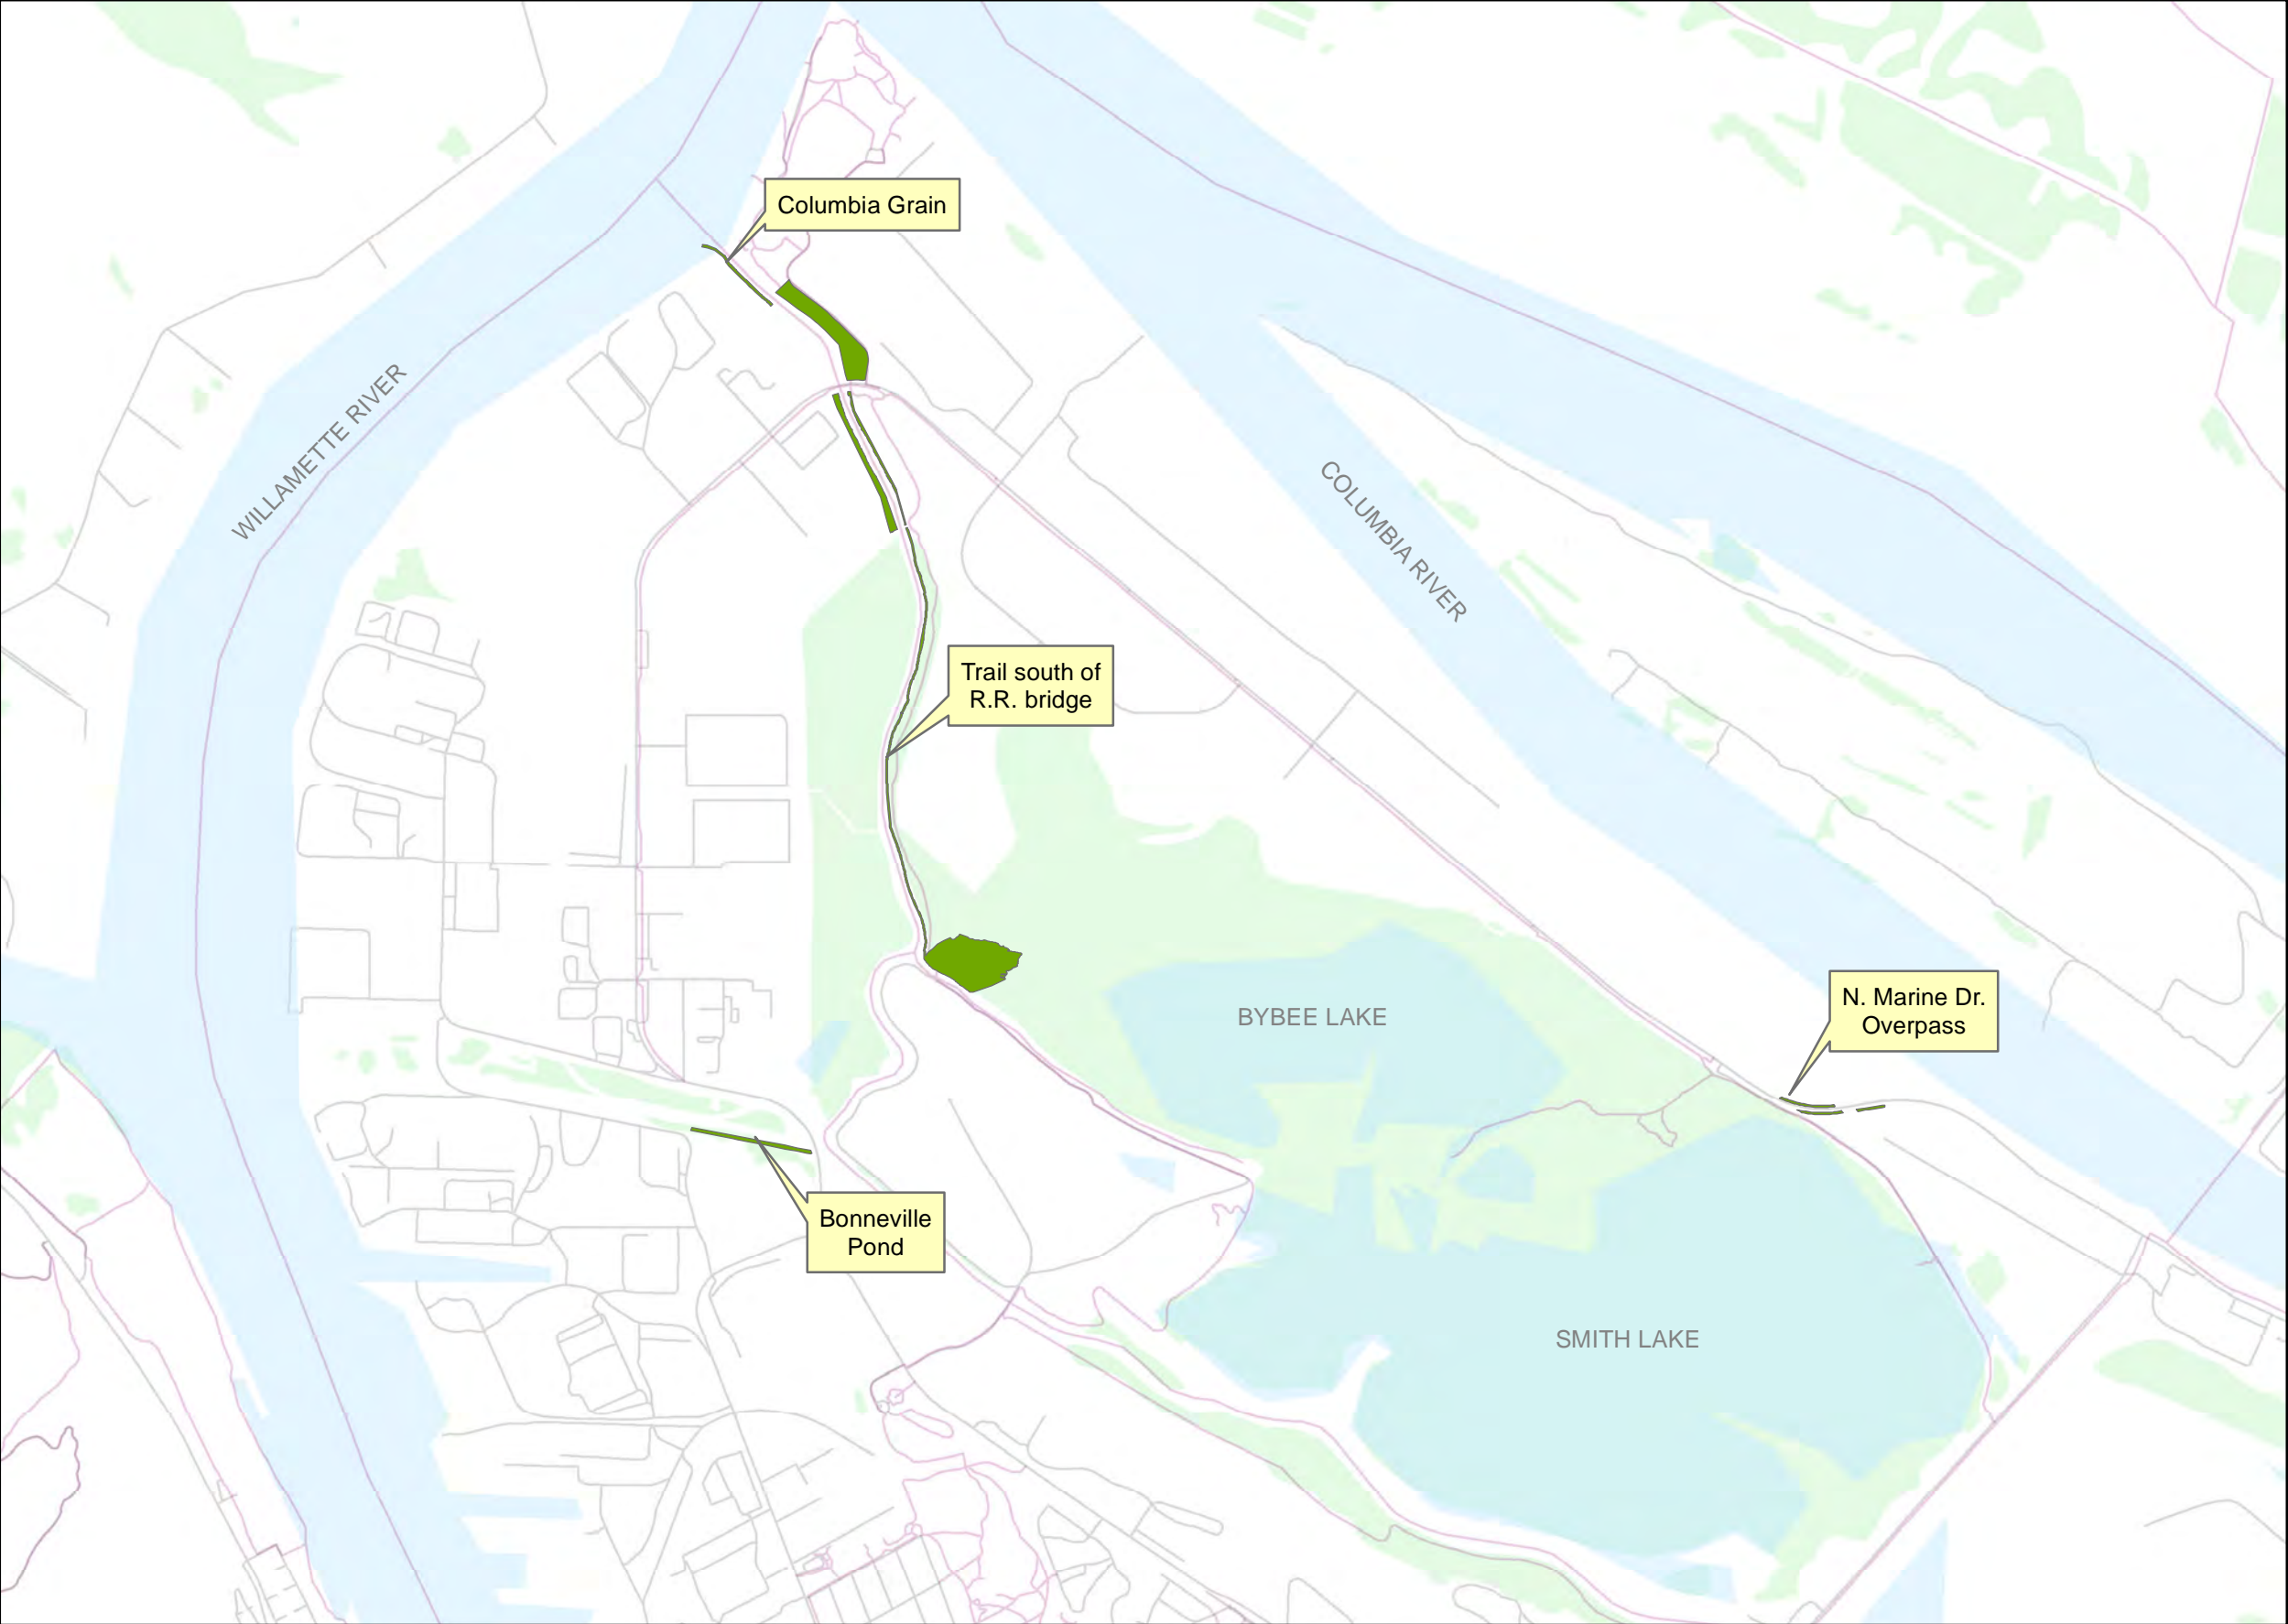 Columbia Grain
WILLAMETTE RIVER
COLUMBIA RIVER
Trail south of
R.R. bridge
BYBEE LAKE
N. Marine Dr.
Overpass
Bonneville
Pond
SMITH LAKE